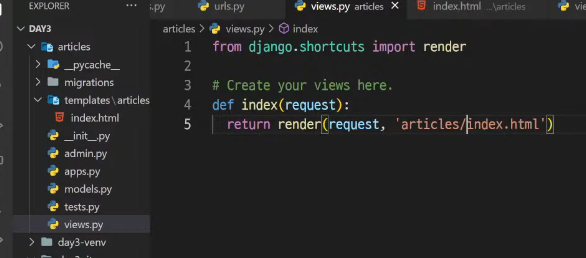 EXPLORER
DAY3
articles
__pycache__
migrations
templates\articles
index.html
__init__.py
admin.py
apps.py
models.py
tests.py
views.py
day3-venv
.py
urls.py
views.py articles
index.html ...\articles
articles > views.py > index
1 from django.shortcuts import render
2
3 # Create your views here.
4 def index(request):
5 return render(request, 'articles/index.html')